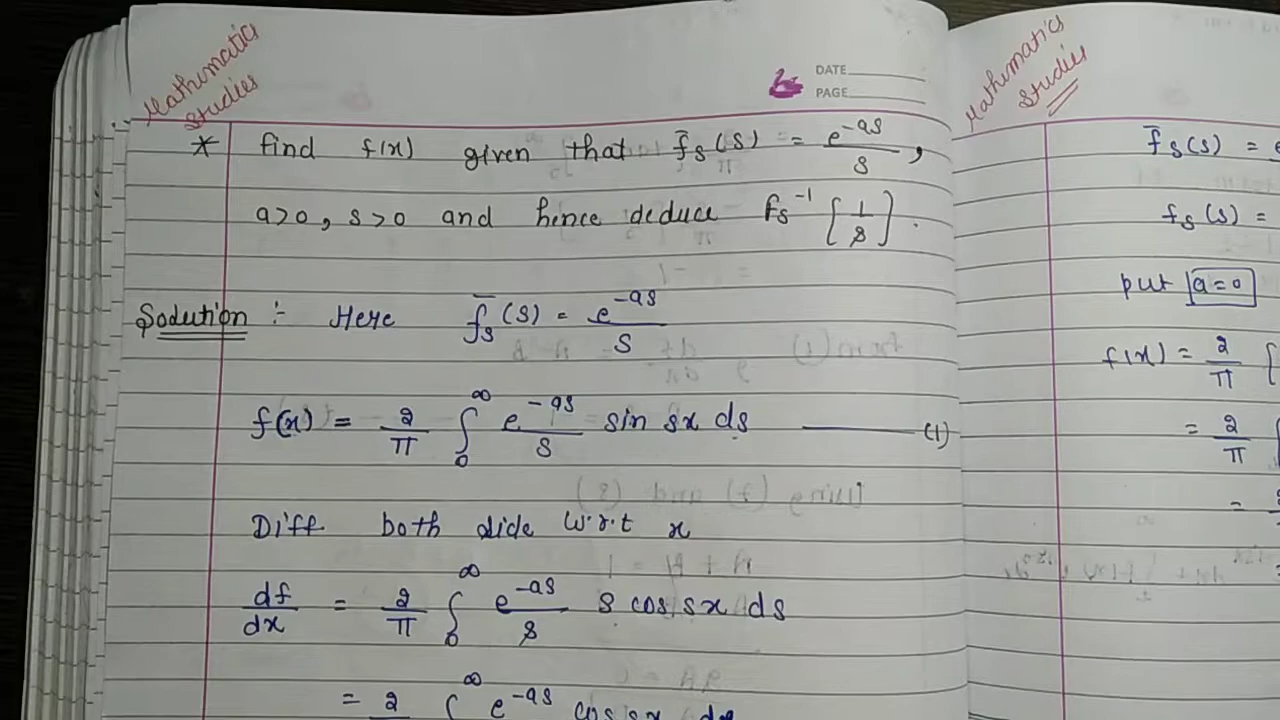 Mathematics
Studies
DATE
PAGE
* find f(x) given that f̄s(s) = e^-as / s ,
a>0, s>0 and hence deduce Fs^-1 [1/s] .
Solution :- Here f̄s(s) = e^-as / s
f(x) = 2/π ∫0^∞ e^-as / s sin sx ds ——— (1)
Diff both side w.r.t x
df/dx = 2/π ∫0^∞ e^-as / s s cos sx ds
= 2 ∫^∞ e^-as cos sx ds
Mathematics
Studies
f̄s(s) =
fs(s) =
put a=0
f(x) = 2/π
= 2/π
=